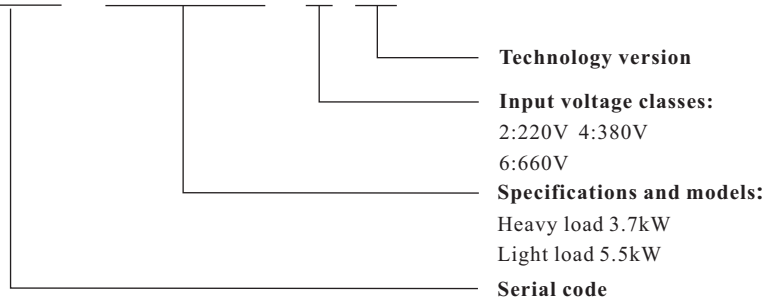 Technology version
Input voltage classes:
2:220V 4:380V
6:660V
Specifications and models:
Heavy load 3.7kW
Light load 5.5kW
Serial code